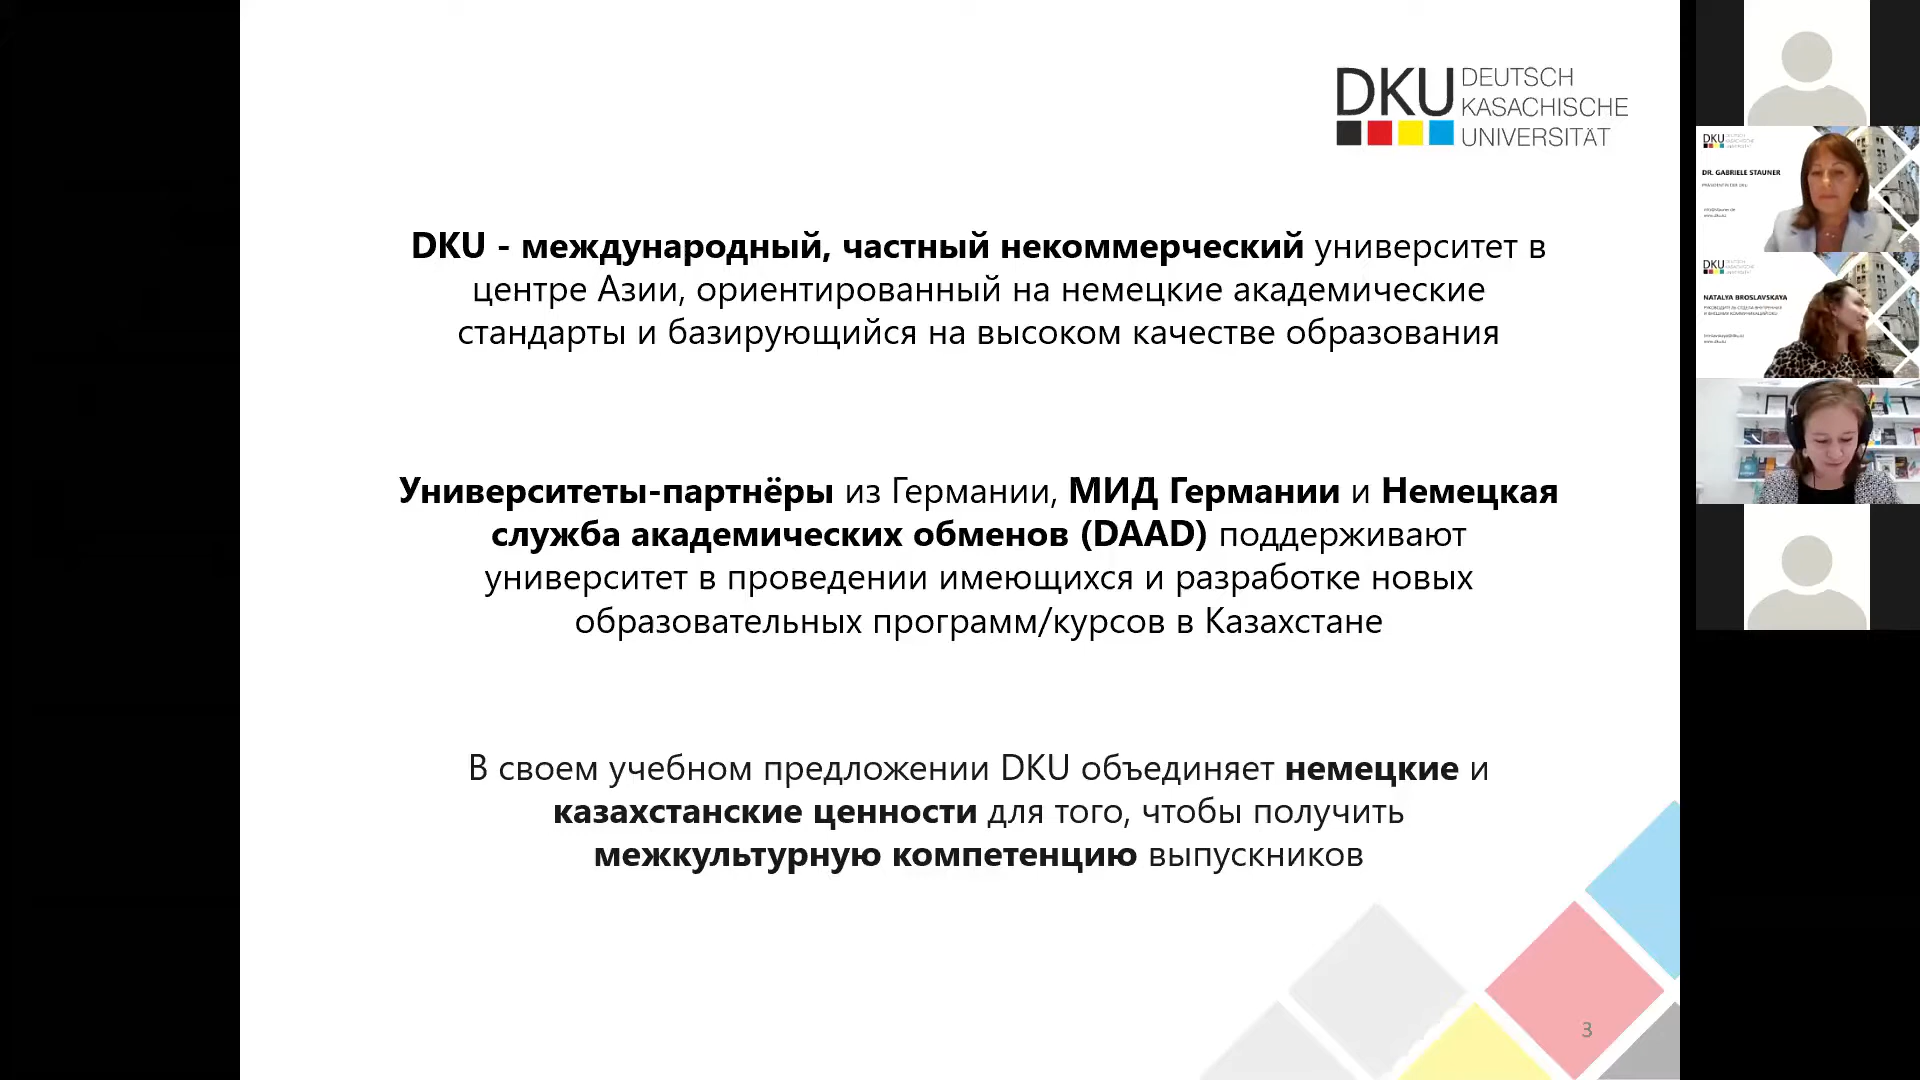 DKU
DEUTSCH
KASACHISCHE
UNIVERSITÄT
DKU - международный, частный некоммерческий университет в
центре Азии, ориентированный на немецкие академические
стандарты и базирующийся на высоком качестве образования
Университеты-партнёры из Германии, МИД Германии и Немецкая
служба академических обменов (DAAD) поддерживают
университет в проведении имеющихся и разработке новых
образовательных программ/курсов в Казахстане
В своем учебном предложении DKU объединяет немецкие и
казахстанские ценности для того, чтобы получить
межкультурную компетенцию выпускников
3
DKU
DR. GABRIELE STAUNER
DKU
NATALYA BROSLAVSKAYA